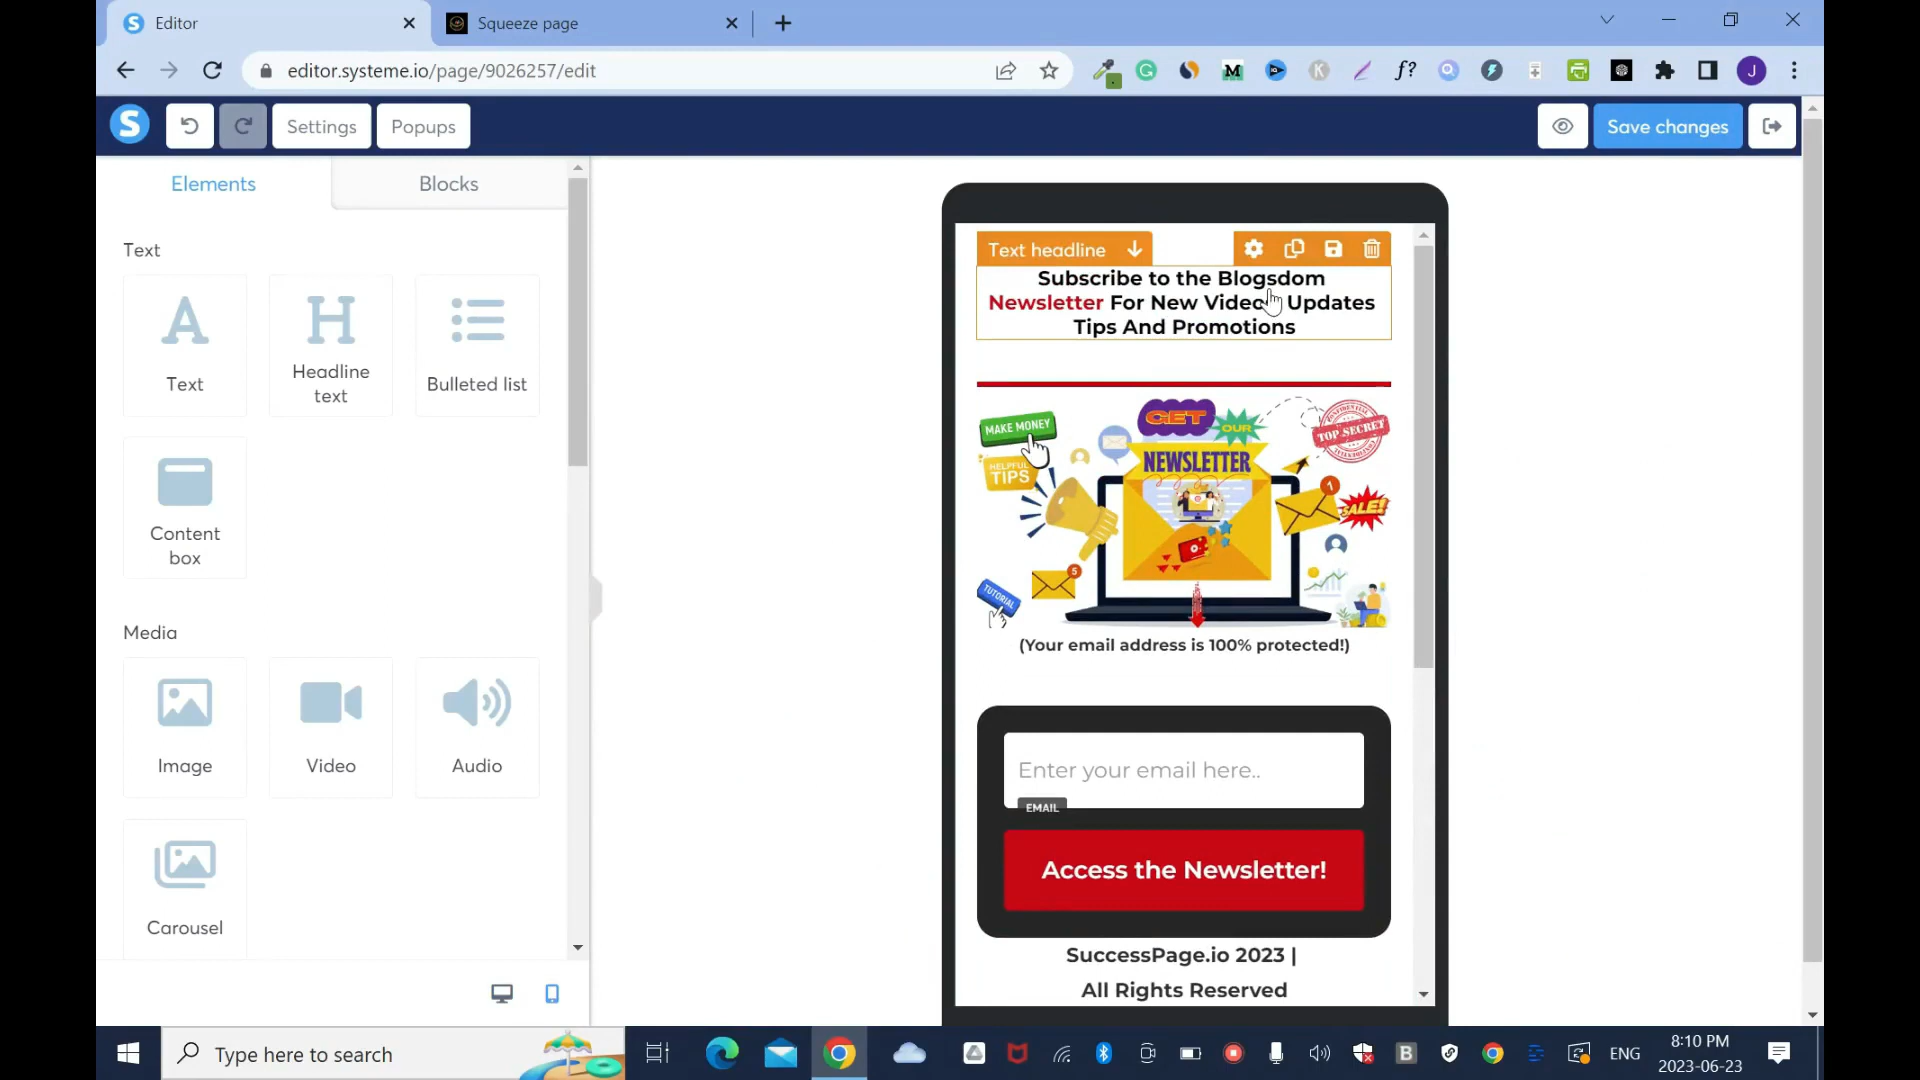 Editor
Squeeze page
editor.systeme.io/page/9026257/edit
M
K
f?
J
S
Settings
Popups
Save changes
Elements
Blocks
Text
A
Text
H
Headline
text
Bulleted list
Content
box
Media
Image
Video
Audio
Carousel
Text headline
Subscribe to the Blogsdom
Newsletter For New Video Updates
Tips And Promotions
MAKE MONEY
HELPFUL
TIPS
GET
OUR
NEWSLETTER
CONFIDENTIAL
TOP SECRET
1
SALE!
5
TUTORIAL
(Your email address is 100% protected!)
Enter your email here..
EMAIL
Access the Newsletter!
SuccessPage.io 2023 |
All Rights Reserved
Type here to search
B
ENG
8:10 PM
2023-06-23